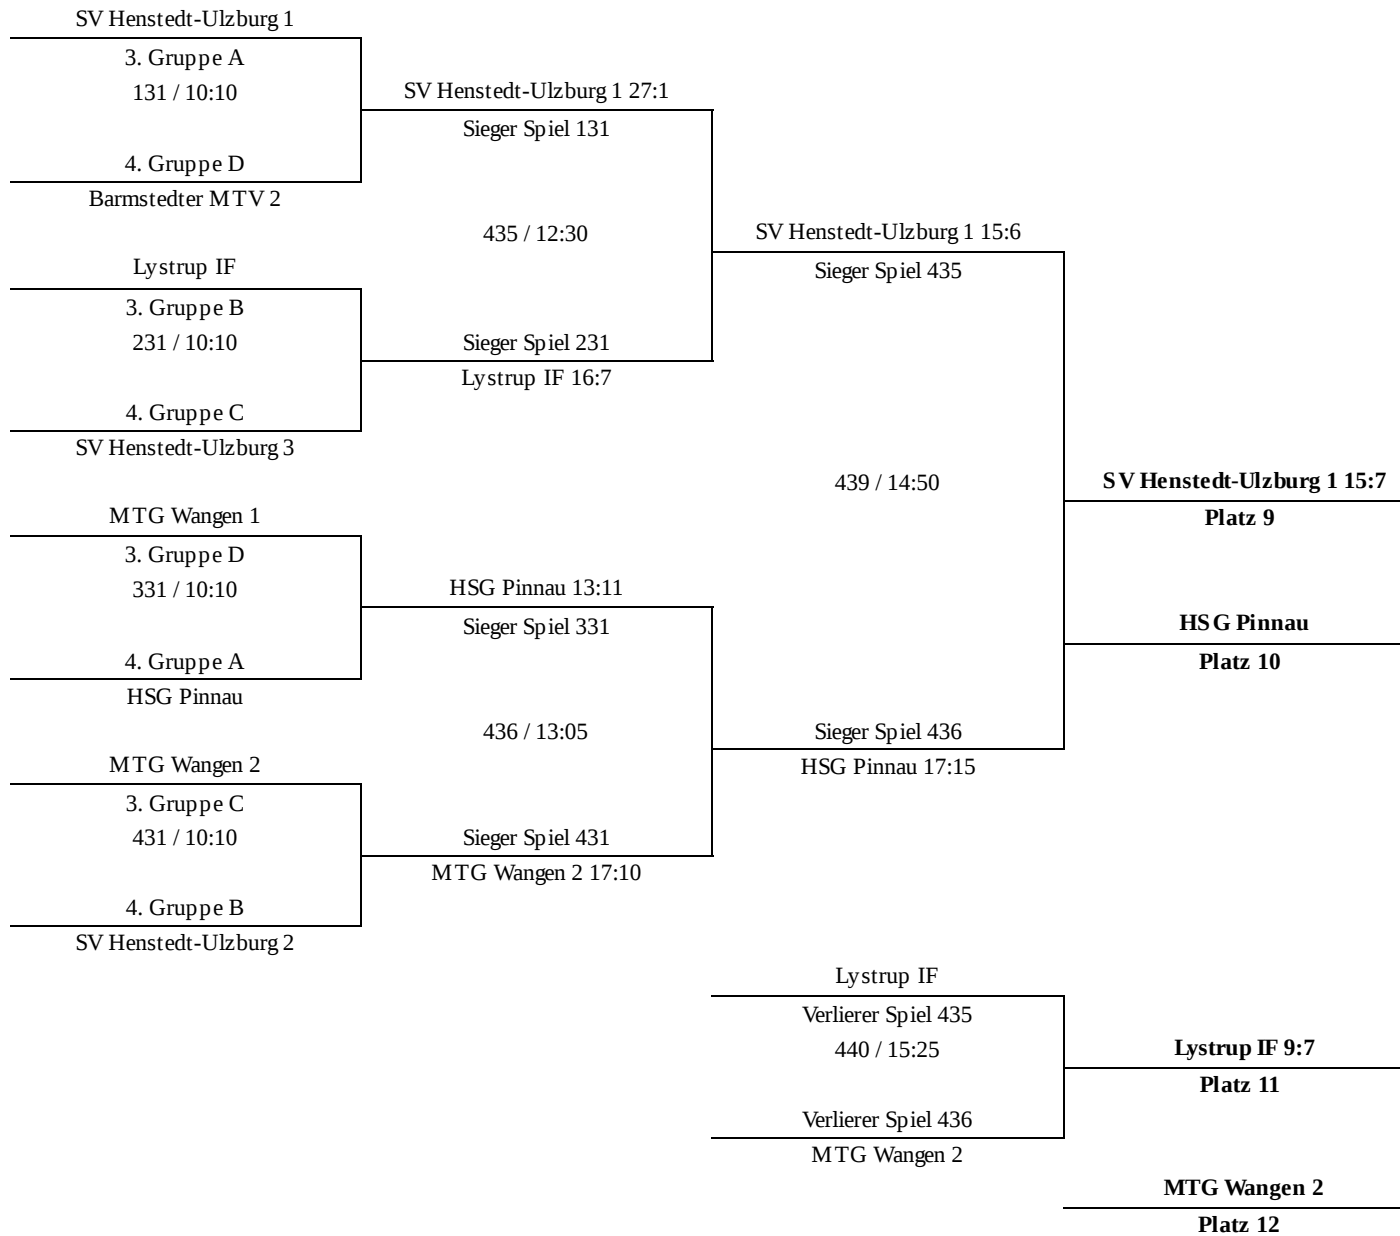 SV Henstedt-Ulzburg 1
3. Gruppe A
131 / 10:10
4. Gruppe D
Barmstedter MTV 2
Lystrup IF
3. Gruppe B
231 / 10:10
4. Gruppe C
SV Henstedt-Ulzburg 3
MTG Wangen 1
3. Gruppe D
331 / 10:10
4. Gruppe A
HSG Pinnau
MTG Wangen 2
3. Gruppe C
431 / 10:10
4. Gruppe B
SV Henstedt-Ulzburg 2
SV Henstedt-Ulzburg 1 27:1
Sieger Spiel 131
435 / 12:30
Sieger Spiel 231
Lystrup IF 16:7
HSG Pinnau 13:11
Sieger Spiel 331
436 / 13:05
Sieger Spiel 431
MTG Wangen 2 17:10
SV Henstedt-Ulzburg 1 15:6
Sieger Spiel 435
439 / 14:50
Sieger Spiel 436
HSG Pinnau 17:15
Lystrup IF
Verlierer Spiel 435
440 / 15:25
Verlierer Spiel 436
MTG Wangen 2
SV Henstedt-Ulzburg 1 15:7
Platz 9
HSG Pinnau
Platz 10
Lystrup IF 9:7
Platz 11
MTG Wangen 2
Platz 12